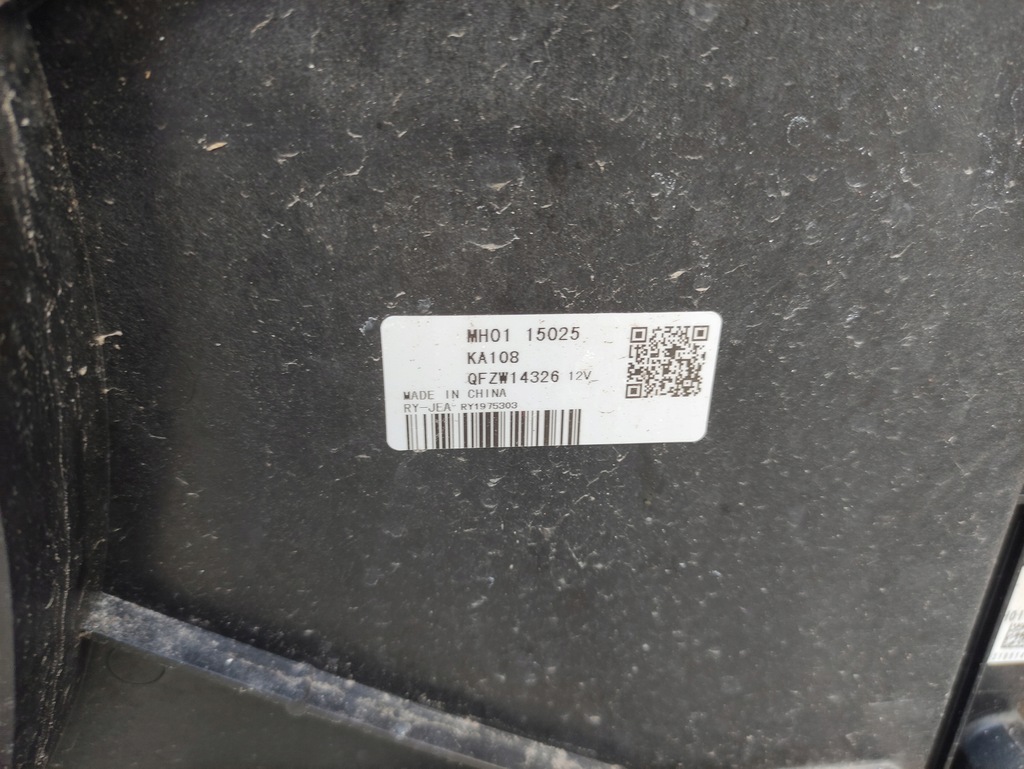 MH01 15025
KA108
QFZW14326 12V
MADE IN CHINA
RY-JEA RY1975303